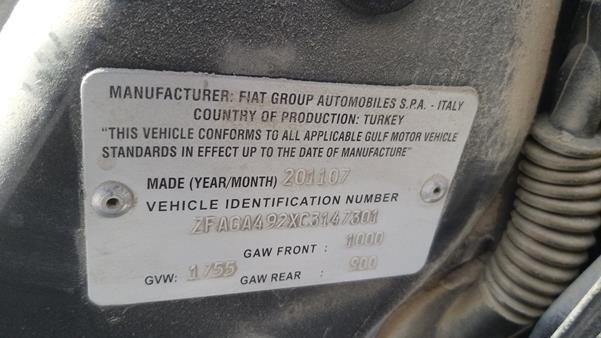 MANUFACTURER: FIAT GROUP AUTOMOBILES S.P.A. - ITALY
COUNTRY OF PRODUCTION: TURKEY
"THIS VEHICLE CONFORMS TO ALL APPLICABLE GULF MOTOR VEHICLE
STANDARDS IN EFFECT UP TO THE DATE OF MANUFACTURE"
MADE (YEAR/MONTH) 201107
VEHICLE IDENTIFICATION NUMBER
ZFAGA492XC3147301
GAW FRONT : 1000
GVW: 1755 GAW REAR : 900